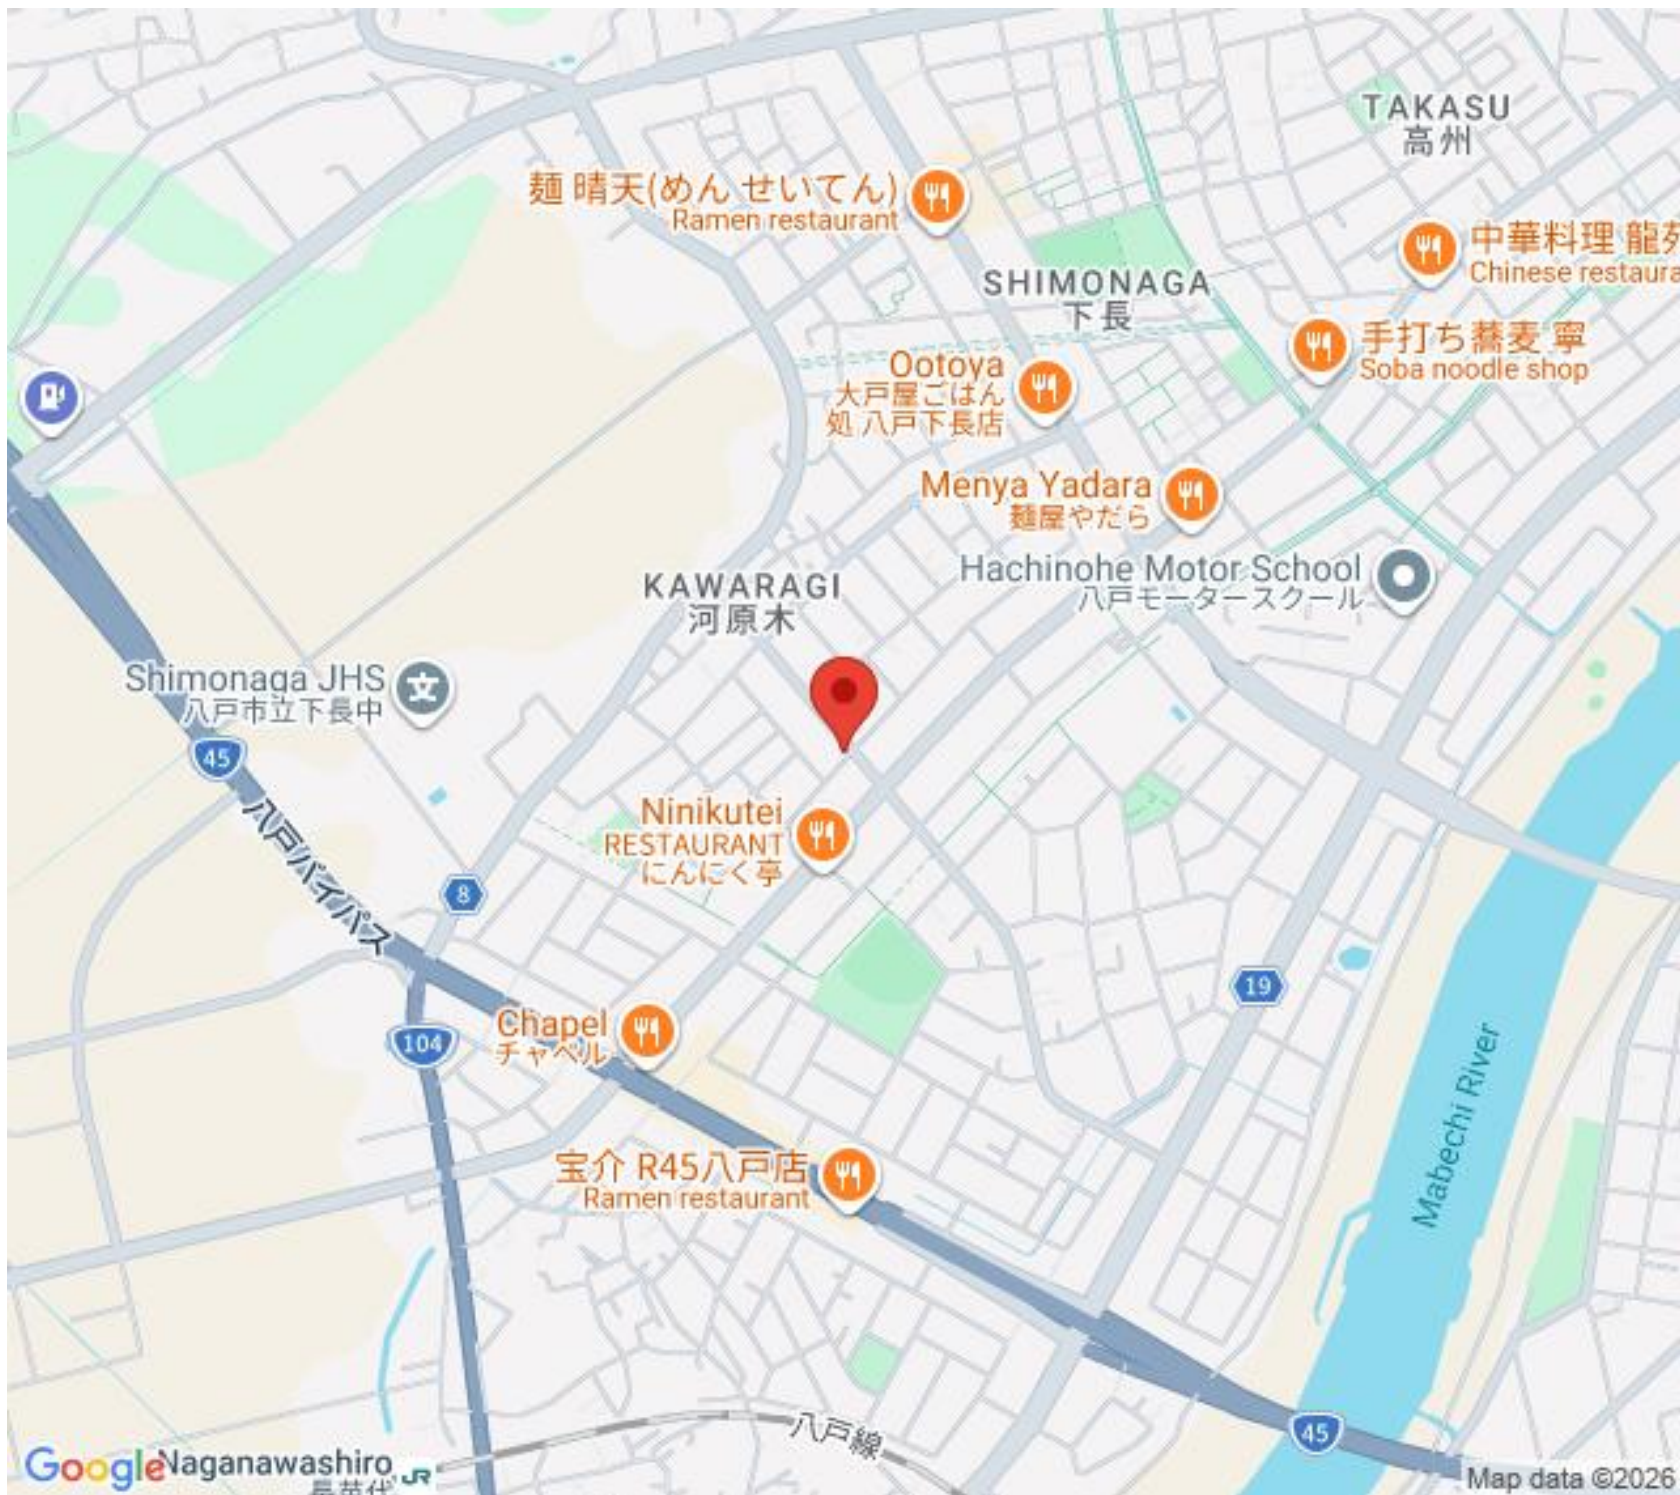 TAKASU
高州
麺 晴天(めん せいてん)
Ramen restaurant
中華料理 龍苑
Chinese restaura
SHIMONAGA
下長
手打ち蕎麦 寧
Soba noodle shop
Ootoya
大戸屋ごはん
処 八戸下長店
Menya Yadara
麺屋やだら
Hachinohe Motor School
八戸モータースクール
KAWARAGI
河原木
Shimonaga JHS
八戸市立下長中
45
八戸バイパス
Ninikutei
RESTAURANT
にんにく亭
8
19
Chapel
チャペル
104
Mabechi River
宝介 R45八戸店
Ramen restaurant
八戸線
45
Google
Naganawashiro
長苗代
JR
Map data ©2026